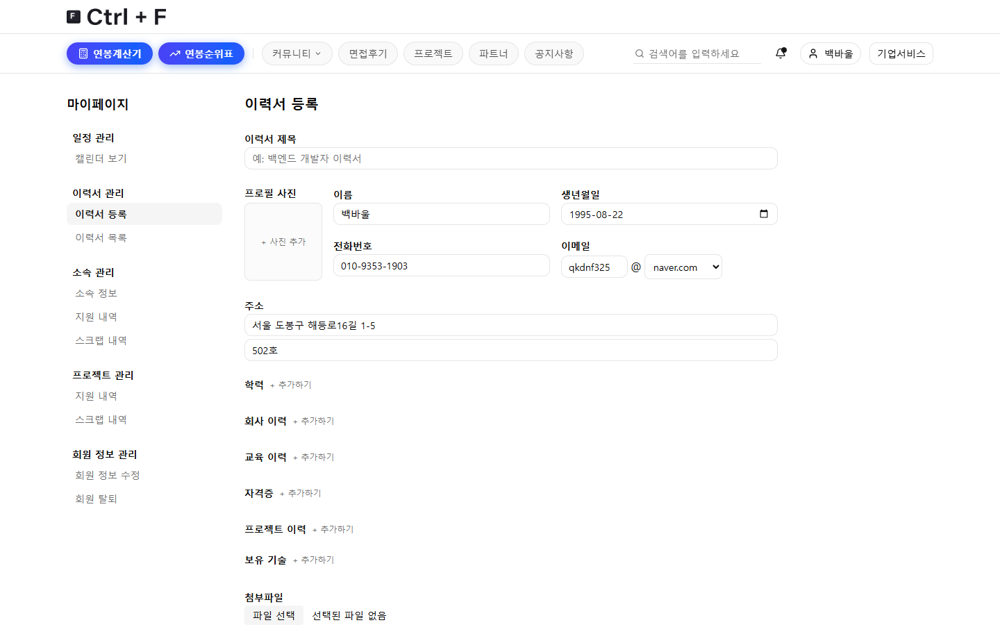 F Ctrl + F
연봉계산기 연봉순위표 커뮤니티 면접후기 프로젝트 파트너 공지사항 검색어를 입력하세요 백바울 기업서비스
마이페이지
일정 관리
캘린더 보기
이력서 관리
이력서 등록
이력서 목록
소속 관리
소속 정보
지원 내역
스크랩 내역
프로젝트 관리
지원 내역
스크랩 내역
회원 정보 관리
회원 정보 수정
회원 탈퇴
이력서 등록
이력서 제목
예: 백엔드 개발자 이력서
프로필 사진
+ 사진 추가
이름
백바울
생년월일
1995-08-22
전화번호
010-9353-1903
이메일
qkdnf325 @ naver.com
주소
서울 도봉구 해등로16길 1-5
502호
학력 + 추가하기
회사 이력 + 추가하기
교육 이력 + 추가하기
자격증 + 추가하기
프로젝트 이력 + 추가하기
보유 기술 + 추가하기
첨부파일
파일 선택 선택된 파일 없음